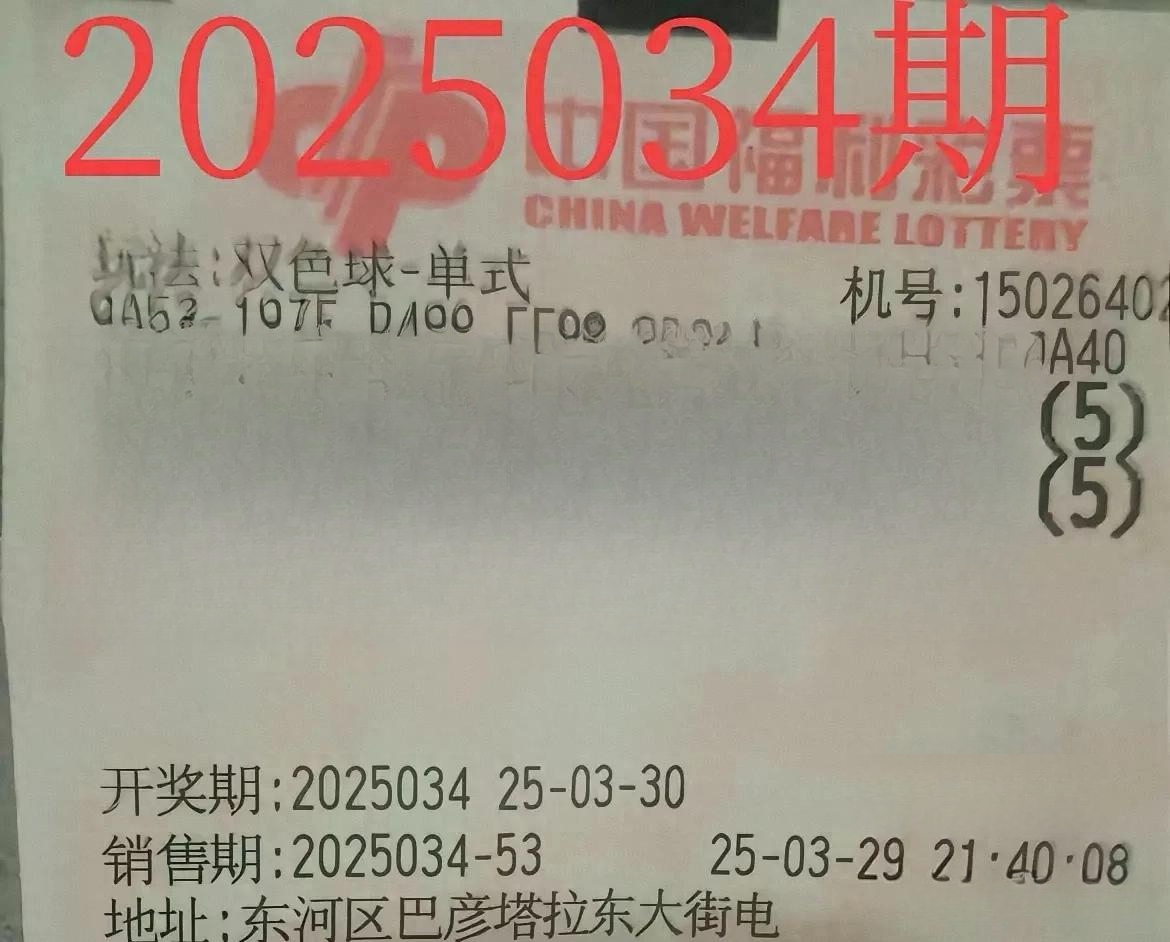 2025034期
中国福利彩票
CHINA WELFARE LOTTERY
玩法:双色球-单式
机号:15026402
AA40
(5)
(5)
开奖期:2025034 25-03-30
销售期:2025034-53 25-03-29 21:40:08
地址:东河区巴彦塔拉东大街电